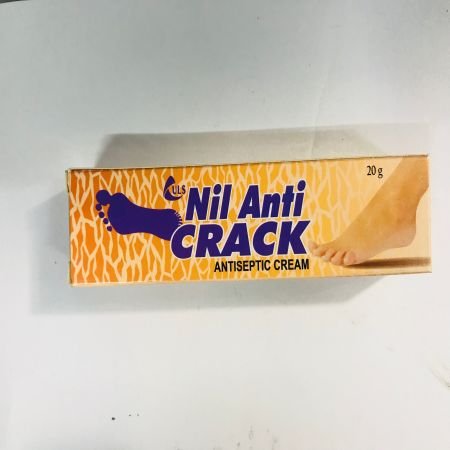 ULS
Nil Anti
CRACK
ANTISEPTIC CREAM
20 g